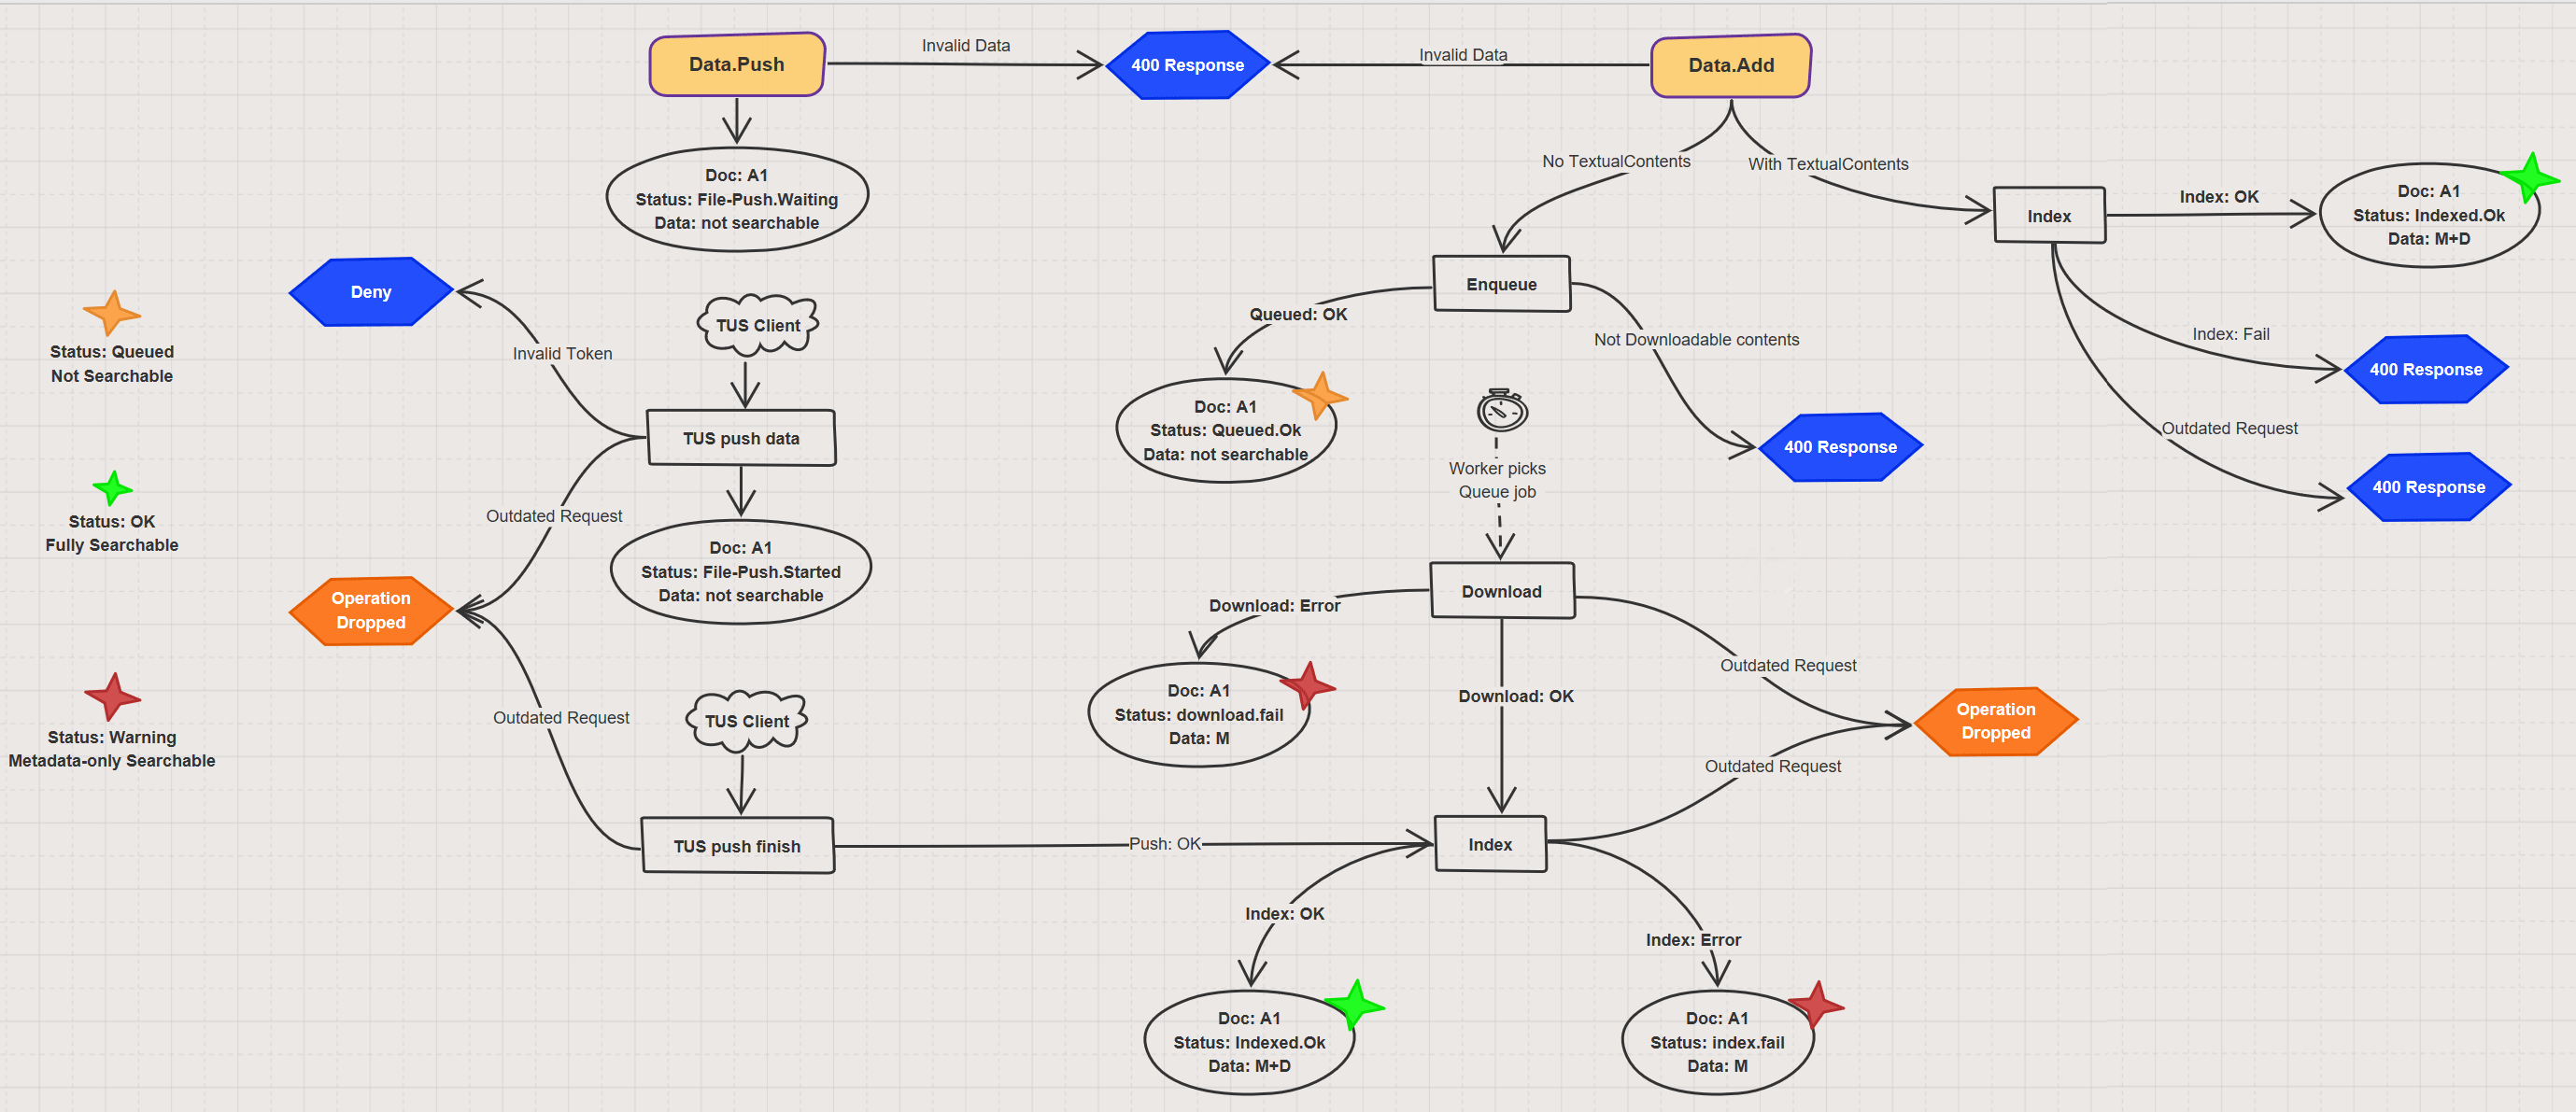 Data.Push
Invalid Data
400 Response
Invalid Data
Data.Add
Doc: A1
Status: File-Push.Waiting
Data: not searchable
No TextualContents
With TextualContents
Index
Index: OK
Doc: A1
Status: Indexed.Ok
Data: M+D
Deny
Invalid Token
TUS Client
Enqueue
Queued: OK
Not Downloadable contents
Index: Fail
400 Response
Outdated Request
400 Response
Status: Queued
Not Searchable
TUS push data
Doc: A1
Status: Queued.Ok
Data: not searchable
Worker picks
Queue job
400 Response
Status: OK
Fully Searchable
Outdated Request
Doc: A1
Status: File-Push.Started
Data: not searchable
Operation
Dropped
Download
Download: Error
Doc: A1
Status: download.fail
Data: M
Download: OK
Outdated Request
Operation
Dropped
Outdated Request
Status: Warning
Metadata-only Searchable
Outdated Request
TUS Client
TUS push finish
Push: OK
Index
Index: OK
Index: Error
Doc: A1
Status: Indexed.Ok
Data: M+D
Doc: A1
Status: index.fail
Data: M